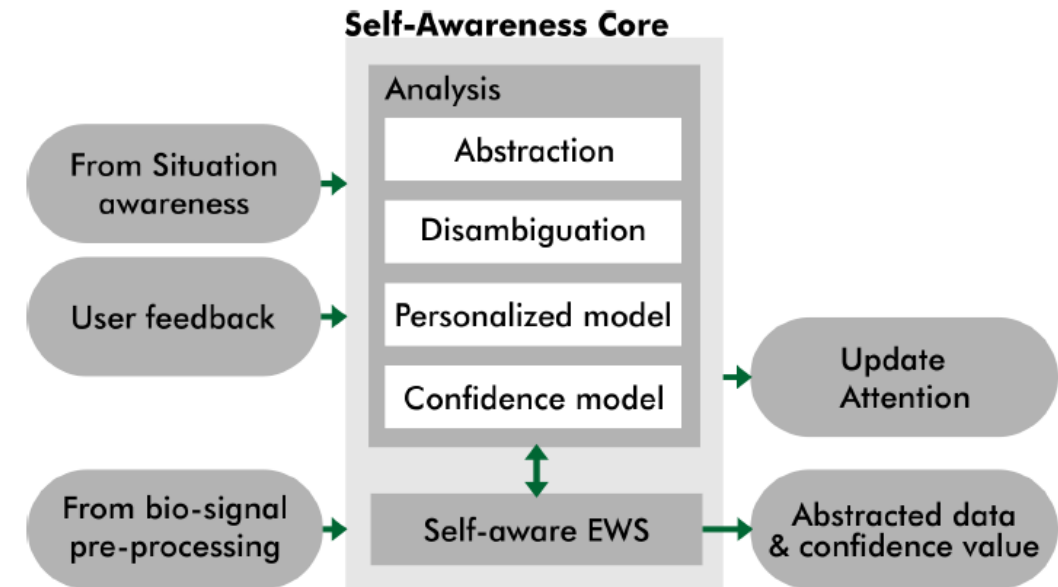 Self-Awareness Core
Analysis
Abstraction
Disambiguation
Personalized model
Confidence model
Self-aware EWS
From Situation
awareness
User feedback
From bio-signal
pre-processing
Update
Attention
Abstracted data
& confidence value